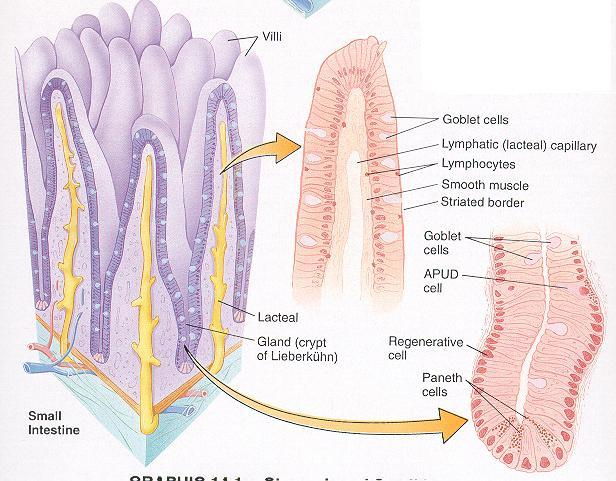 Villi
Goblet cells
Lymphatic (lacteal) capillary
Lymphocytes
Smooth muscle
Striated border
Goblet
cells
APUD
cell
Lacteal
Gland (crypt
of Lieberkühn)
Regenerative
cell
Paneth
cells
Small
Intestine